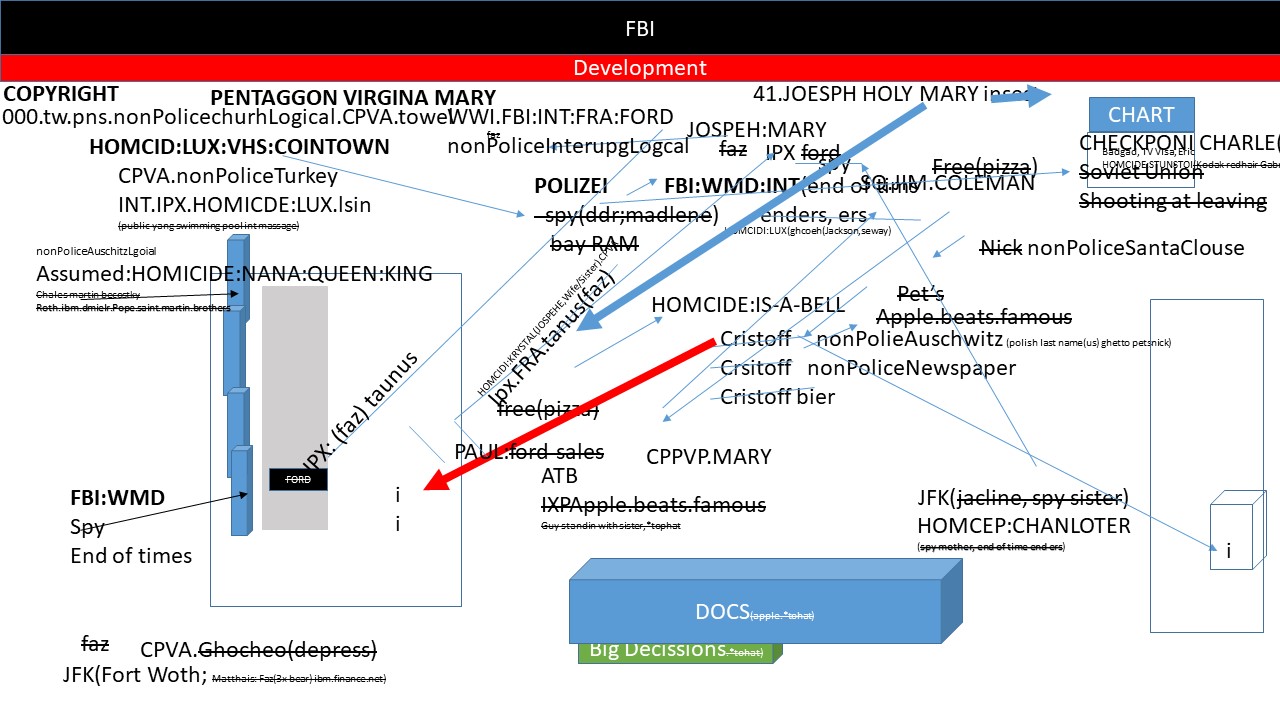 FBI
Development
COPYRIGHT
PENTAGGON VIRGINA MARY
41.JOESPH HOLY MARY insect
000.tw.pns.nonPolicechurhLogical.CPVA.towel
WWI.FBI:INT:FRA:FORD
faz
nonPoliceInterupgLogcal
JOSPEH:MARY
faz
IPX ford
spy
CHART
CHECKPONI CHARLE(
Badgad, TV Visa,Eric
HOMICIDE:STUNSTOI:Kodak redhair Gabe
Soviet Union
Shooting at leaving
HOMCID:LUX:VHS:COINTOWN
CPVA.nonPoliceTurkey
INT.IPX.HOMICDE:LUX.lsin
(public yang swimming pool int massage)
POLIZEI
spy(ddr;madlene)
bay RAM
FBI:WMD:INT(end of time
enders, ers
HOMCIDI:LUX(ghcoeh(Jackson,seway)
Free(pizza)
SO.JIM.COLEMAN
Nick nonPoliceSantaClouse
nonPoliceAuschitzLgoial
Assumed:HOMICIDE:NANA:QUEEN:KING
Chales martin becostky
Roth.ibm.dmielr.Pope.saint.martin.brothers
HOMCIDI:KRYSTAL(JOSPEHE,Wife/Sister).CPVA
Ipx.FRA.tanus(faz)
HOMCIDE:IS-A-BELL
Pet’s
Apple.beats.famous
Cristoff
nonPolieAuschwitz (polish last name(us) ghetto petsnick)
Crsitoff
nonPoliceNewspaper
Cristoff bier
IPX: (faz) taunus
free(pizza)
PAUL.ford-sales
ATB
IXPApple.beats.famous
Guy standin with sister,*tophat
CPPVP.MARY
FORD
i
i
FBI:WMD
Spy
End of times
JFK(jacline, spy sister)
HOMCEP:CHANLOTER
(spy mother, end of time end ers)
i
DOCS(apple.*tohat)
Big Decissions.*tohat)
faz
CPVA.Ghocheo(depress)
JFK(Fort Woth; Matthais: Faz(3x bear) ibm.finance.net)